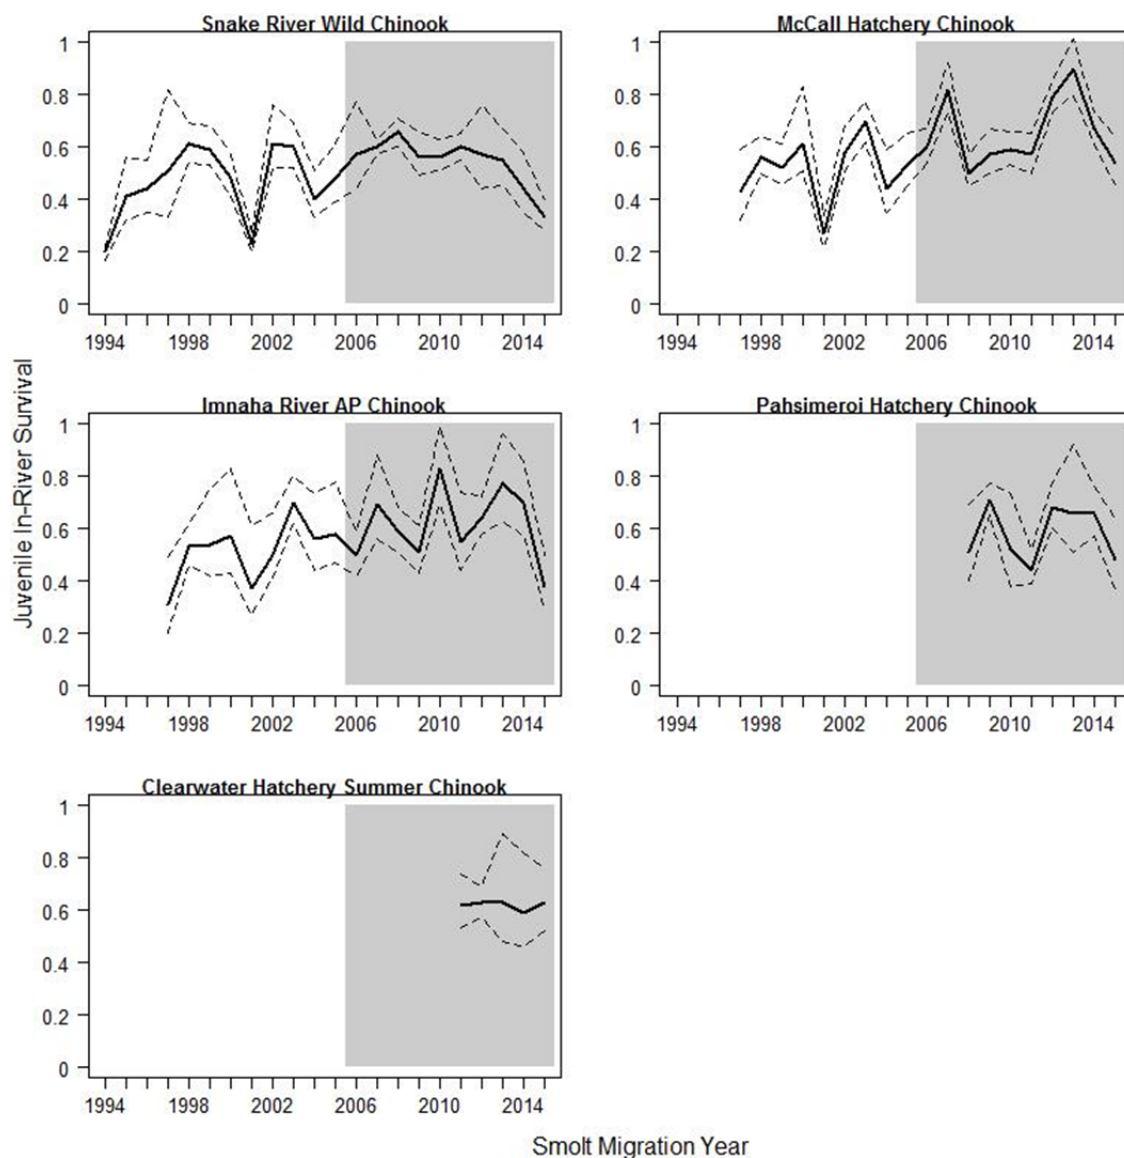 Snake River Wild Chinook
1
0.8
0.6
0.4
0.2
0
1994 1998 2002 2006 2010 2014
McCall Hatchery Chinook
1
0.8
0.6
0.4
0.2
0
1994 1998 2002 2006 2010 2014
Juvenile In-River Survival
Imnaha River AP Chinook
1
0.8
0.6
0.4
0.2
0
1994 1998 2002 2006 2010 2014
Pahsimeroi Hatchery Chinook
1
0.8
0.6
0.4
0.2
0
1994 1998 2002 2006 2010 2014
Clearwater Hatchery Summer Chinook
1
0.8
0.6
0.4
0.2
0
1994 1998 2002 2006 2010 2014
Smolt Migration Year